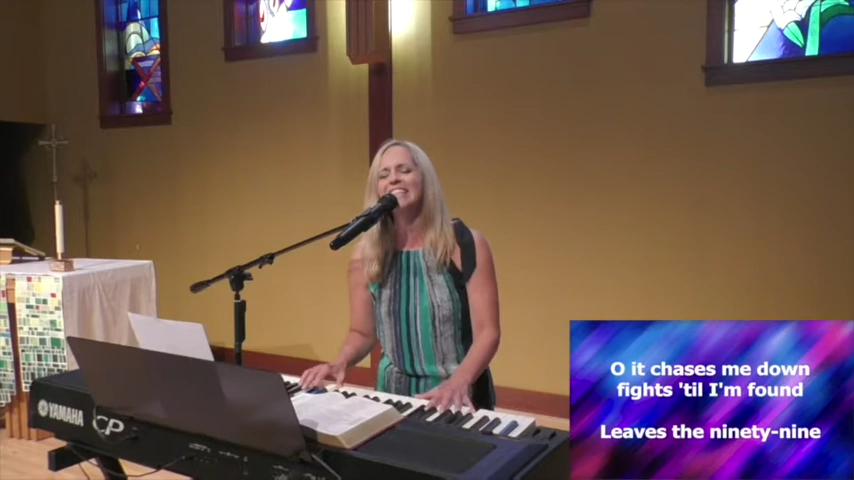 YAMAHA
CP
O it chases me down
fights 'til I'm found
Leaves the ninety-nine